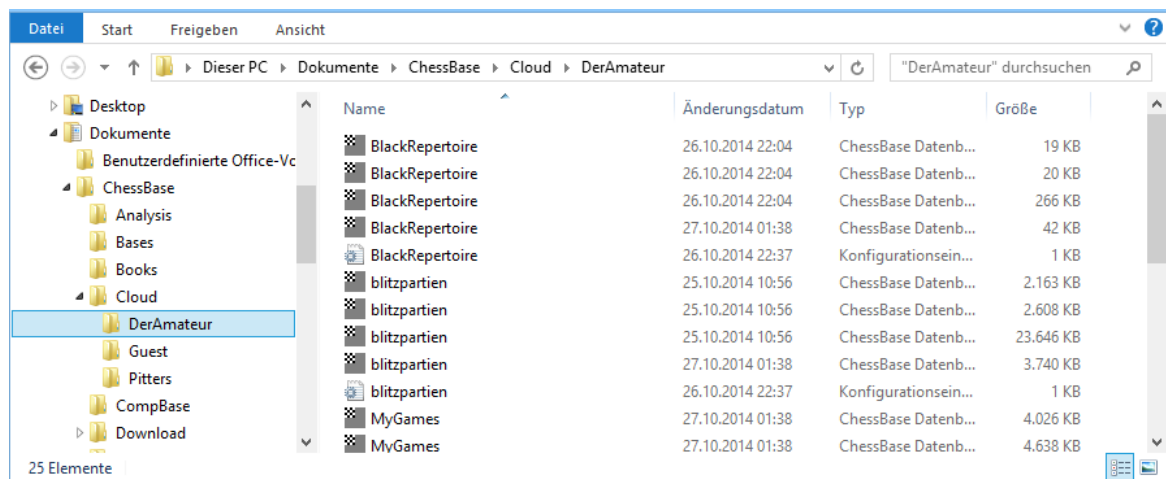 Datei Start Freigeben Ansicht
Dieser PC Dokumente ChessBase Cloud DerAmateur "DerAmateur" durchsuchen
Desktop
Dokumente
Benutzerdefinierte Office-Vc
ChessBase
Analysis
Bases
Books
Cloud
DerAmateur
Guest
Pitters
CompBase
Download
Name Änderungsdatum Typ Größe
BlackRepertoire 26.10.2014 22:04 ChessBase Datenb... 19 KB
BlackRepertoire 26.10.2014 22:04 ChessBase Datenb... 20 KB
BlackRepertoire 26.10.2014 22:04 ChessBase Datenb... 266 KB
BlackRepertoire 27.10.2014 01:38 ChessBase Datenb... 42 KB
BlackRepertoire 26.10.2014 22:37 Konfigurationsein... 1 KB
blitzpartien 25.10.2014 10:56 ChessBase Datenb... 2.163 KB
blitzpartien 25.10.2014 10:56 ChessBase Datenb... 2.608 KB
blitzpartien 25.10.2014 10:56 ChessBase Datenb... 23.646 KB
blitzpartien 27.10.2014 01:38 ChessBase Datenb... 3.740 KB
blitzpartien 26.10.2014 22:37 Konfigurationsein... 1 KB
MyGames 27.10.2014 01:38 ChessBase Datenb... 4.026 KB
MyGames 27.10.2014 01:38 ChessBase Datenb... 4.638 KB
25 Elemente